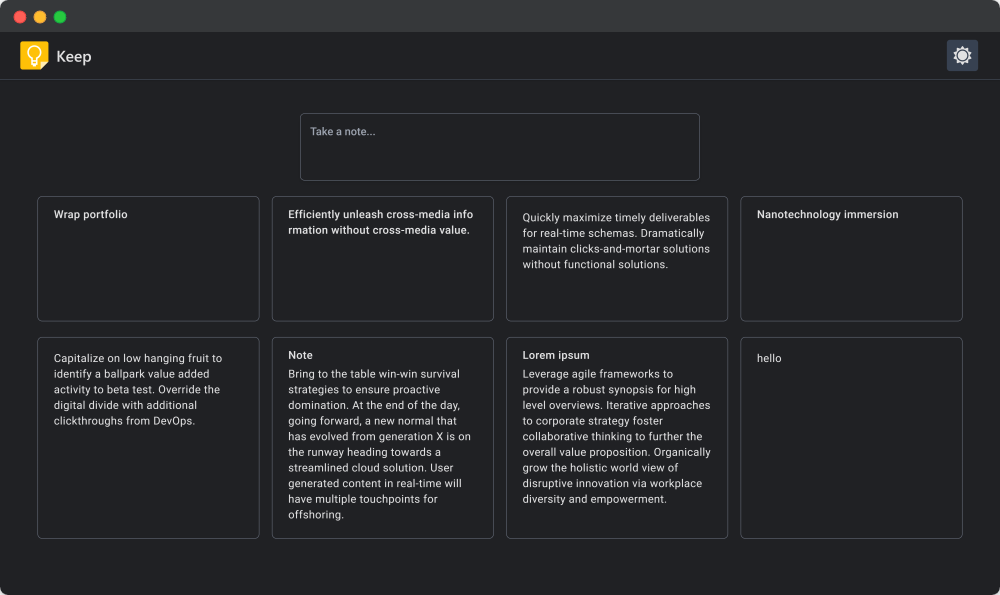 Keep
Take a note...
Wrap portfolio
Efficiently unleash cross-media info
rmation without cross-media value.
Quickly maximize timely deliverables
for real-time schemas. Dramatically
maintain clicks-and-mortar solutions
without functional solutions.
Nanotechnology immersion
Capitalize on low hanging fruit to
identify a ballpark value added
activity to beta test. Override the
digital divide with additional
clickthroughs from DevOps.
Note
Bring to the table win-win survival
strategies to ensure proactive
domination. At the end of the day,
going forward, a new normal that
has evolved from generation X is on
the runway heading towards a
streamlined cloud solution. User
generated content in real-time will
have multiple touchpoints for
offshoring.
Lorem ipsum
Leverage agile frameworks to
provide a robust synopsis for high
level overviews. Iterative approaches
to corporate strategy foster
collaborative thinking to further the
overall value proposition. Organically
grow the holistic world view of
disruptive innovation via workplace
diversity and empowerment.
hello